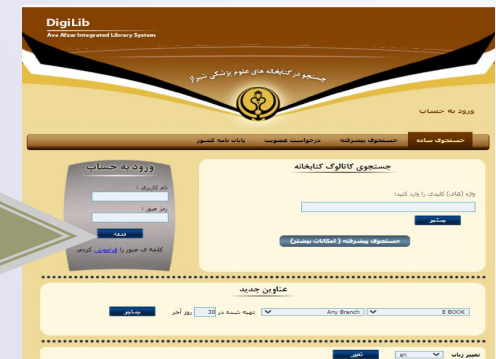 DigiLib
Ava Afzar Integrated Library System
جستجو در کتابخانه های علوم پزشکی شیراز
ورود به حساب
جستجوی ساده
جستجوی پیشرفته
درخواست عضویت
پایان نامه کشور
جستجوی کاتالوگ کتابخانه
واژه (های) کلیدی را وارد کنید:
جستجو
جستجوی پیشرفته ( امکانات بیشتر)
ورود به حساب
نام کاربری :
رمز عبور :
ورود
کلمه ی عبور را فراموش کردم.
عناوین جدید
E BOOK
Any Branch
تهیه شده در 30 روز آخر
جستجو
تغییر زبان
en
تغییر